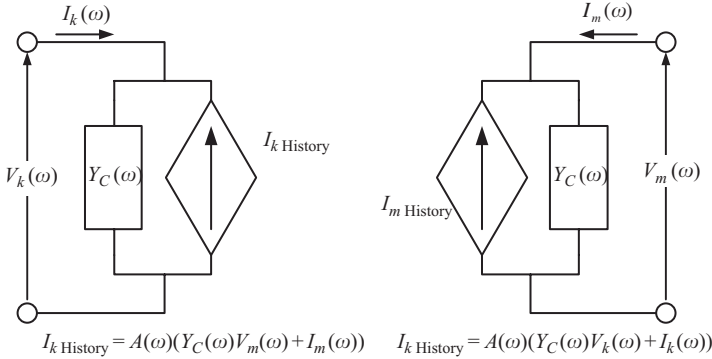 I_k(ω)
I_m(ω)
I_k History
V_k(ω)
Y_C(ω)
I_m History
Y_C(ω)
V_m(ω)
I_k History = A(ω)(Y_C(ω)V_m(ω)+I_m(ω))
I_k History = A(ω)(Y_C(ω)V_k(ω)+I_k(ω))